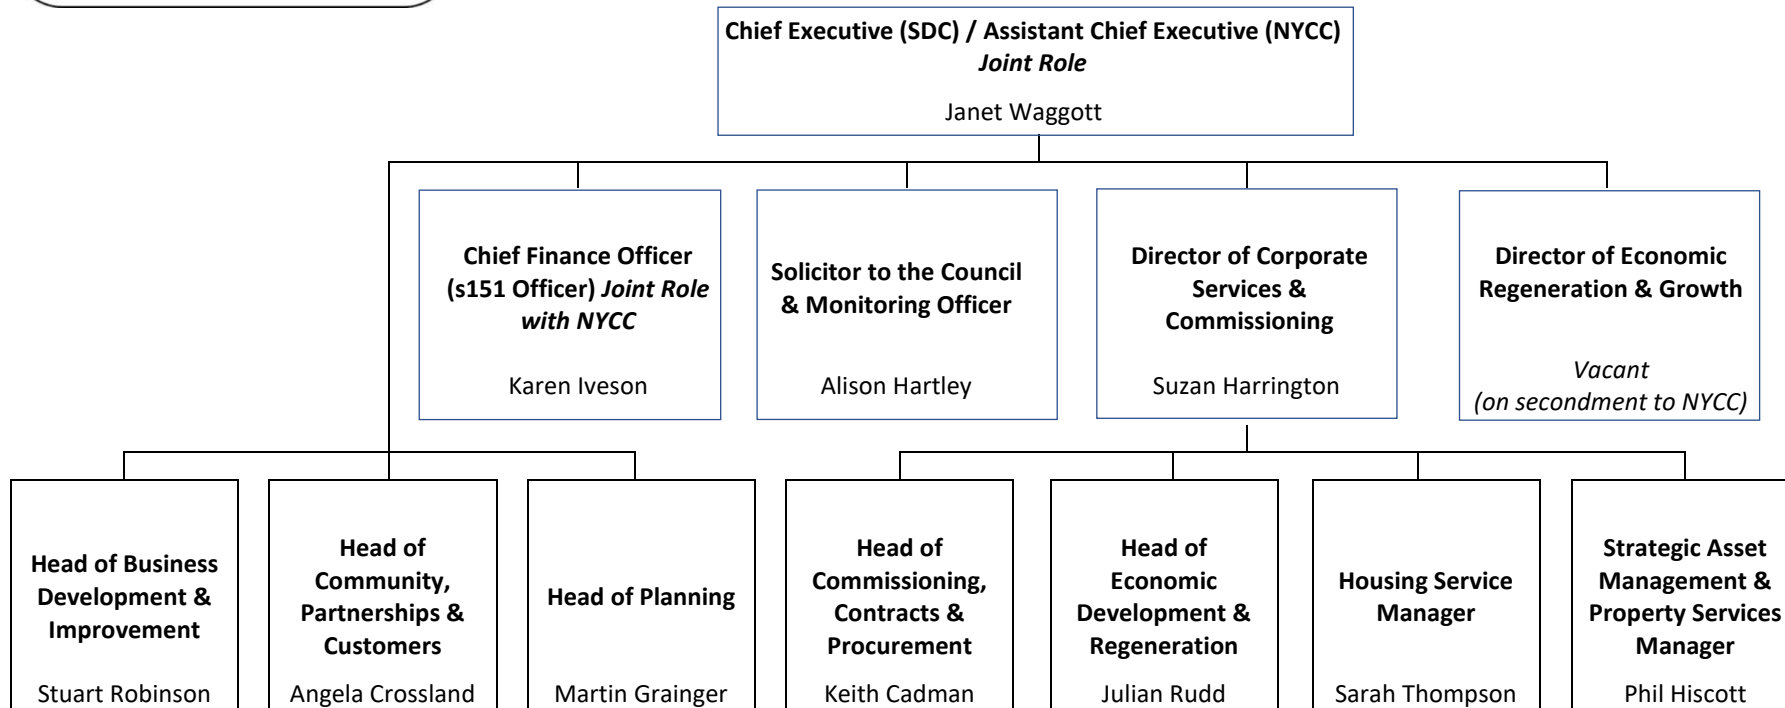 Chief Executive (SDC) / Assistant Chief Executive (NYCC)
Joint Role
Janet Waggott
Chief Finance Officer
(s151 Officer) Joint Role
with NYCC
Karen Iveson
Solicitor to the Council
& Monitoring Officer
Alison Hartley
Director of Corporate
Services &
Commissioning
Suzan Harrington
Director of Economic
Regeneration & Growth
Vacant
(on secondment to NYCC)
Head of Business
Development &
Improvement
Stuart Robinson
Head of
Community,
Partnerships &
Customers
Angela Crossland
Head of Planning
Martin Grainger
Head of
Commissioning,
Contracts &
Procurement
Keith Cadman
Head of
Economic
Development &
Regeneration
Julian Rudd
Housing Service
Manager
Sarah Thompson
Strategic Asset
Management &
Property Services
Manager
Phil Hiscott